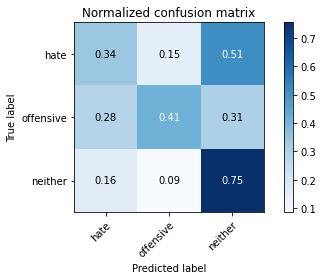 Normalized confusion matrix
True label
hate
0.34 0.15 0.51
offensive
0.28 0.41 0.31
neither
0.16 0.09 0.75
hate
offensive
neither
Predicted label
0.7
0.6
0.5
0.4
0.3
0.2
0.1